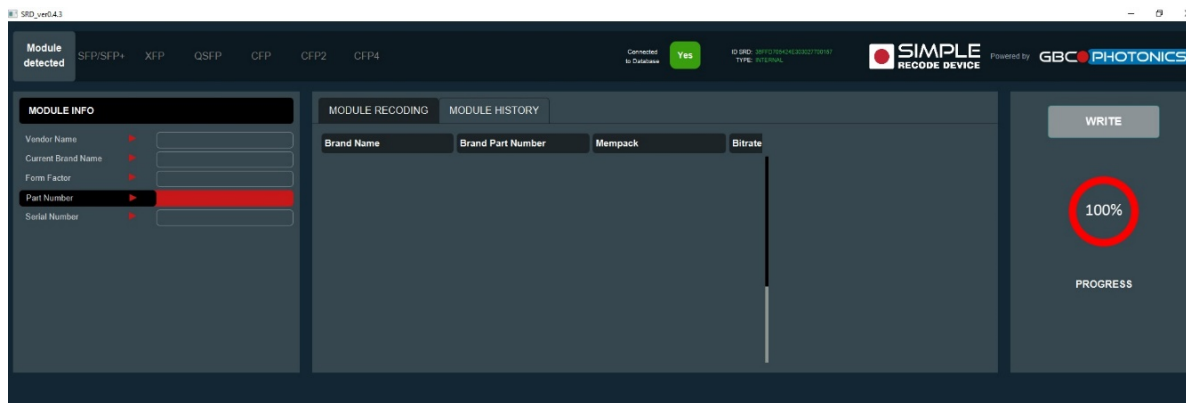 SRD_ver0.4.3
Module detected
SFP/SFP+ XFP QSFP CFP CFP2 CFP4
Connected to Database
Yes
ID SRD:
TYPE: INTERNAL
SIMPLE
RECODE DEVICE
Powered by GBC PHOTONICS
MODULE INFO
Vendor Name
Current Brand Name
Form Factor
Part Number
Serial Number
MODULE RECODING MODULE HISTORY
Brand Name Brand Part Number Mempack Bitrate
WRITE
100%
PROGRESS